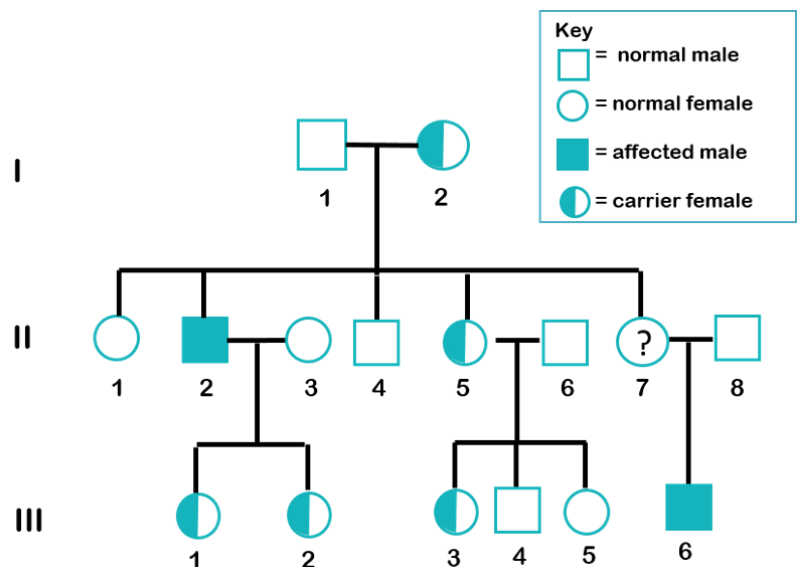 Key
= normal male
= normal female
= affected male
= carrier female
I
1 2
II
?
1 2 3 4 5 6 7 8
III
1 2 3 4 5 6